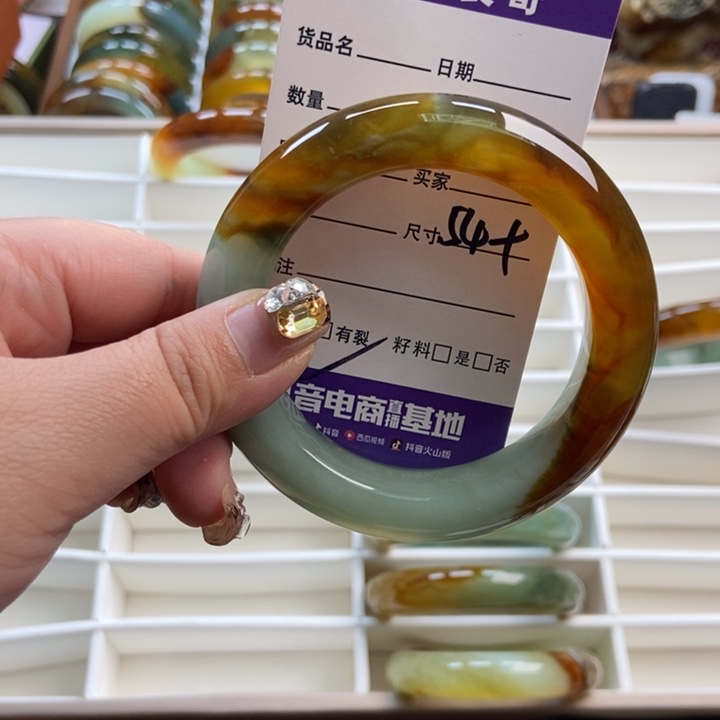 货品名 日期
数量
买家
尺寸 54+
注
有裂 籽料□是□否
音电商直播基地
抖音 西瓜视频 抖音火山版